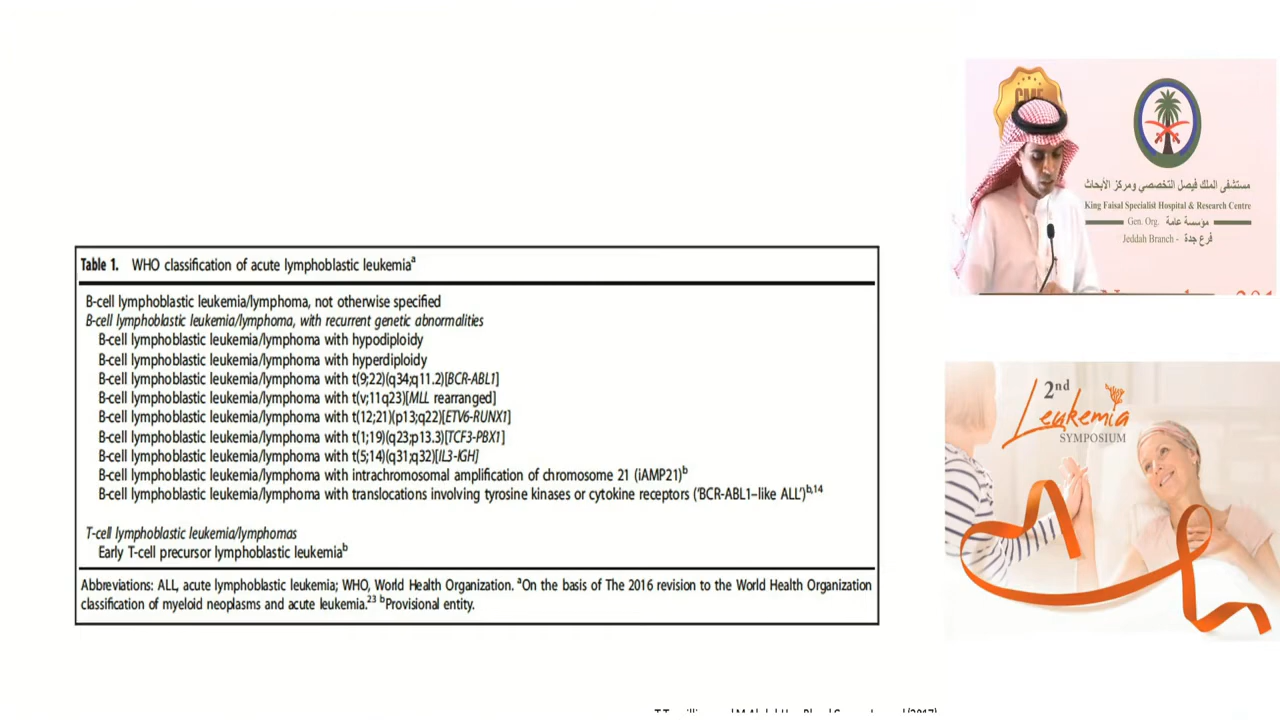 Table 1. WHO classification of acute lymphoblastic leukemiaᵃ
B-cell lymphoblastic leukemia/lymphoma, not otherwise specified
B-cell lymphoblastic leukemia/lymphoma, with recurrent genetic abnormalities
B-cell lymphoblastic leukemia/lymphoma with hypodiploidy
B-cell lymphoblastic leukemia/lymphoma with hyperdiploidy
B-cell lymphoblastic leukemia/lymphoma with t(9;22)(q34;q11.2)[BCR-ABL1]
B-cell lymphoblastic leukemia/lymphoma with t(v;11q23)[MLL rearranged]
B-cell lymphoblastic leukemia/lymphoma with t(12;21)(p13;q22)[ETV6-RUNX1]
B-cell lymphoblastic leukemia/lymphoma with t(1;19)(q23;p13.3)[TCF3-PBX1]
B-cell lymphoblastic leukemia/lymphoma with t(5;14)(q31;q32)[IL3-IGH]
B-cell lymphoblastic leukemia/lymphoma with intrachromosomal amplification of chromosome 21 (iAMP21)ᵇ
B-cell lymphoblastic leukemia/lymphoma with translocations involving tyrosine kinases or cytokine receptors (‘BCR-ABL1–like ALL’)ᵇ,¹⁴
T-cell lymphoblastic leukemia/lymphomas
Early T-cell precursor lymphoblastic leukemiaᵇ
Abbreviations: ALL, acute lymphoblastic leukemia; WHO, World Health Organization. ᵃOn the basis of The 2016 revision to the World Health Organization
classification of myeloid neoplasms and acute leukemia.²³ ᵇProvisional entity.
CME
مستشفى الملك فيصل التخصصي ومركز الأبحاث
King Faisal Specialist Hospital & Research Centre
Gen. Org. مؤسسة عامة
Jeddah Branch - فرع جدة
2nd
Leukemia
SYMPOSIUM